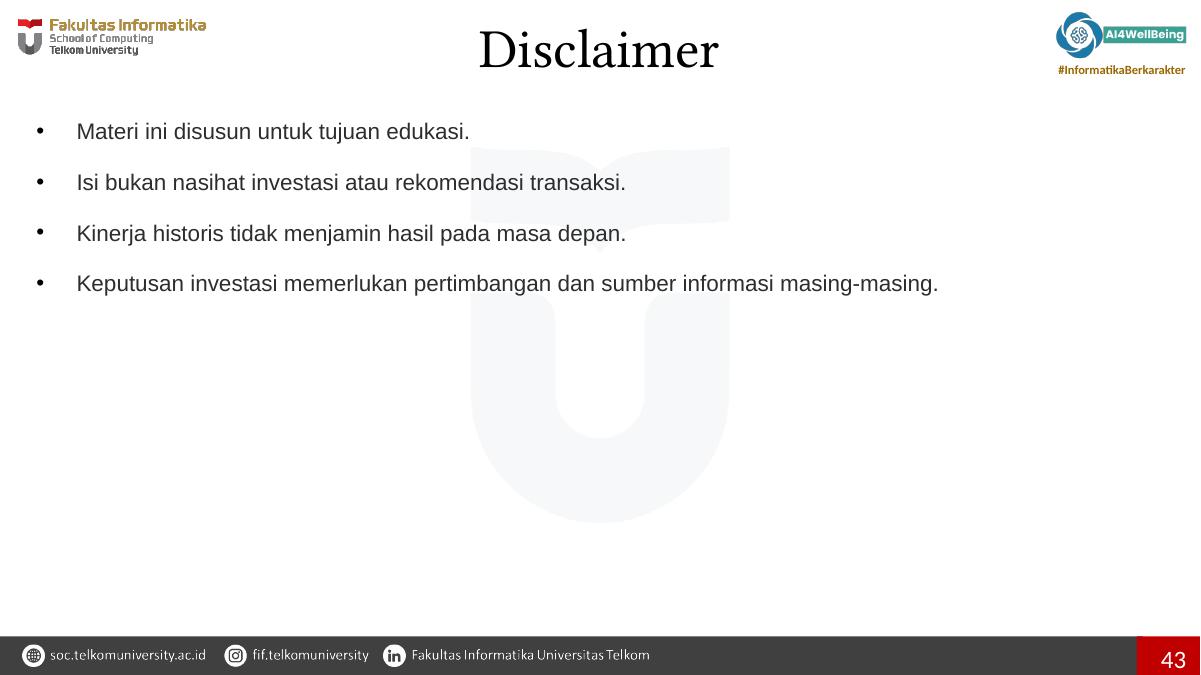 Fakultas Informatika
School of Computing
Telkom University
Disclaimer
AI4WellBeing
#InformatikaBerkarakter
• Materi ini disusun untuk tujuan edukasi.
• Isi bukan nasihat investasi atau rekomendasi transaksi.
• Kinerja historis tidak menjamin hasil pada masa depan.
• Keputusan investasi memerlukan pertimbangan dan sumber informasi masing-masing.
soc.telkomuniversity.ac.id fif.telkomuniversity Fakultas Informatika Universitas Telkom
43